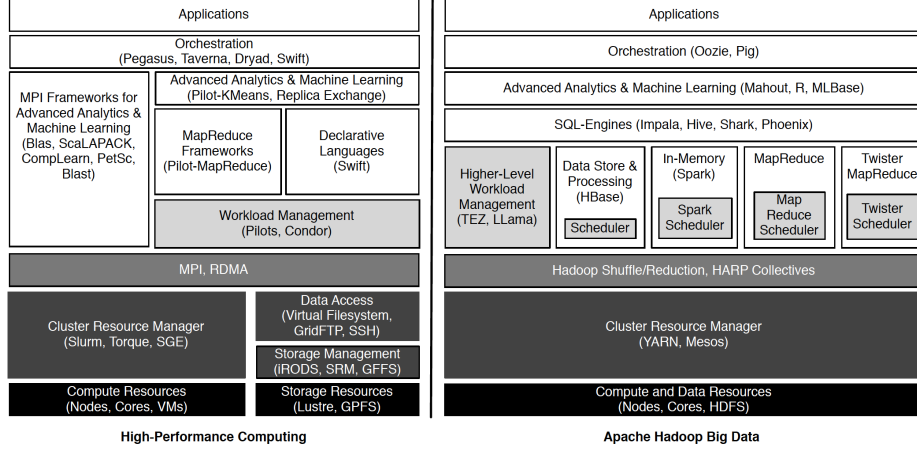 Applications
Orchestration
(Pegasus, Taverna, Dryad, Swift)
MPI Frameworks for
Advanced Analytics &
Machine Learning
(Blas, ScaLAPACK,
CompLearn, PetSc,
Blast)
Advanced Analytics & Machine Learning
(Pilot-KMeans, Replica Exchange)
MapReduce
Frameworks
(Pilot-MapReduce)
Declarative
Languages
(Swift)
Workload Management
(Pilots, Condor)
MPI, RDMA
Cluster Resource Manager
(Slurm, Torque, SGE)
Data Access
(Virtual Filesystem,
GridFTP, SSH)
Storage Management
(iRODS, SRM, GFFS)
Compute Resources
(Nodes, Cores, VMs)
Storage Resources
(Lustre, GPFS)
High-Performance Computing
Applications
Orchestration (Oozie, Pig)
Advanced Analytics & Machine Learning (Mahout, R, MLBase)
SQL-Engines (Impala, Hive, Shark, Phoenix)
Higher-Level
Workload
Management
(TEZ, LLama)
Data Store &
Processing
(HBase)
Scheduler
In-Memory
(Spark)
Spark
Scheduler
MapReduce
Map
Reduce
Scheduler
Twister
MapReduce
Twister
Scheduler
Hadoop Shuffle/Reduction, HARP Collectives
Cluster Resource Manager
(YARN, Mesos)
Compute and Data Resources
(Nodes, Cores, HDFS)
Apache Hadoop Big Data